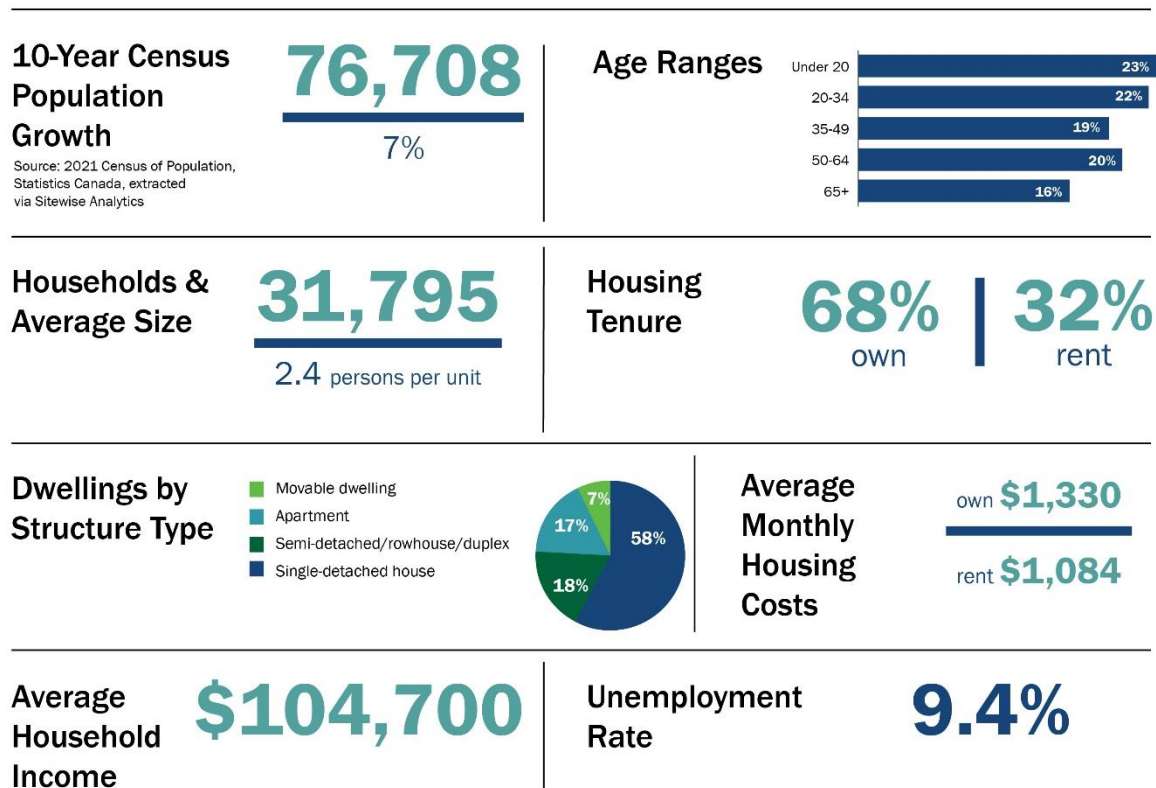 10-Year Census
Population
Growth
Source: 2021 Census of Population,
Statistics Canada, extracted
via Sitewise Analytics
76,708
7%
Age Ranges
Under 20 23%
20-34 22%
35-49 19%
50-64 20%
65+ 16%
Households &
Average Size
31,795
2.4 persons per unit
Housing
Tenure
68%
own
32%
rent
Dwellings by
Structure Type
Movable dwelling
Apartment
Semi-detached/rowhouse/duplex
Single-detached house
7%
17%
58%
18%
Average
Monthly
Housing
Costs
own $1,330
rent $1,084
Average
Household
Income
$104,700
Unemployment
Rate
9.4%